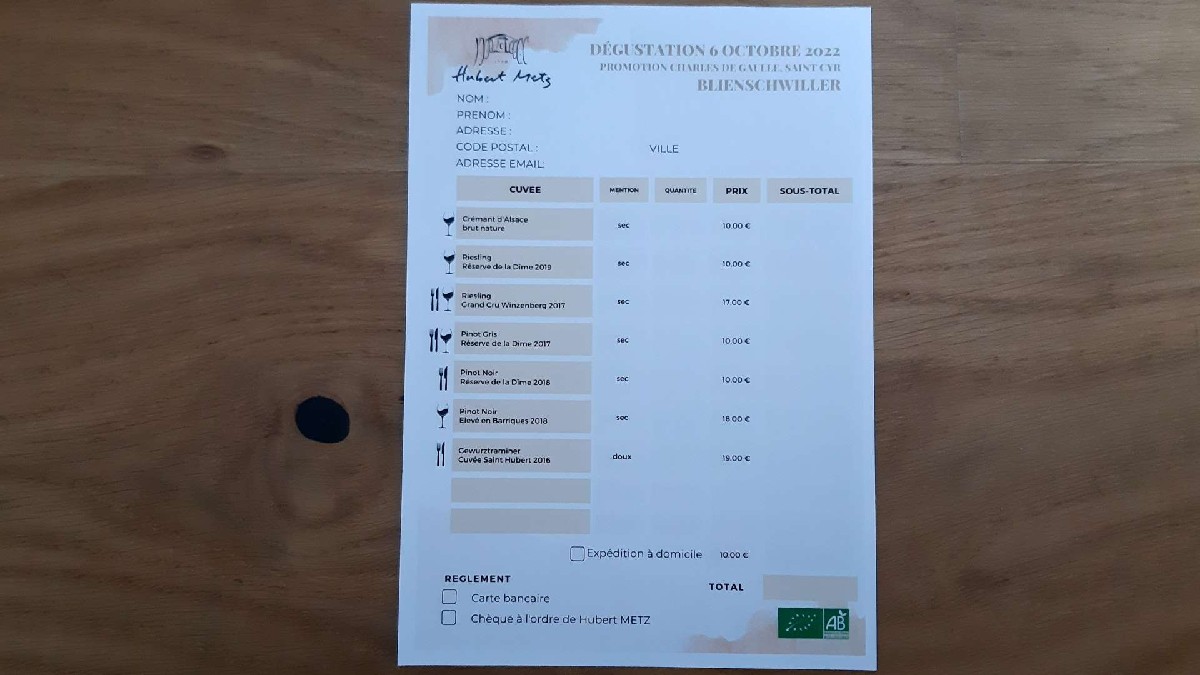 Hubert Metz
DÉGUSTATION 6 OCTOBRE 2022
PROMOTION CHARLES DE GAULLE, SAINT CYR
BLIENSCHWILLER
NOM :
PRENOM :
ADRESSE :
CODE POSTAL : VILLE
ADRESSE EMAIL:
CUVEE MENTION QUANTITE PRIX SOUS-TOTAL
Crémant d'Alsace
brut nature sec 10.00 €
Riesling
Réserve de la Dime 2019 sec 10.00 €
Riesling
Grand Cru Winzenberg 2017 sec 17.00 €
Pinot Gris
Réserve de la Dime 2017 sec 10.00 €
Pinot Noir
Réserve de la Dime 2018 sec 10.00 €
Pinot Noir
Elevé en Barriques 2018 sec 18.00 €
Gewurztraminer
Cuvée Saint Hubert 2016 doux 19.00 €
Expédition à domicile 10.00 €
REGLEMENT
TOTAL
Carte bancaire
Chèque à l'ordre de Hubert METZ
AB